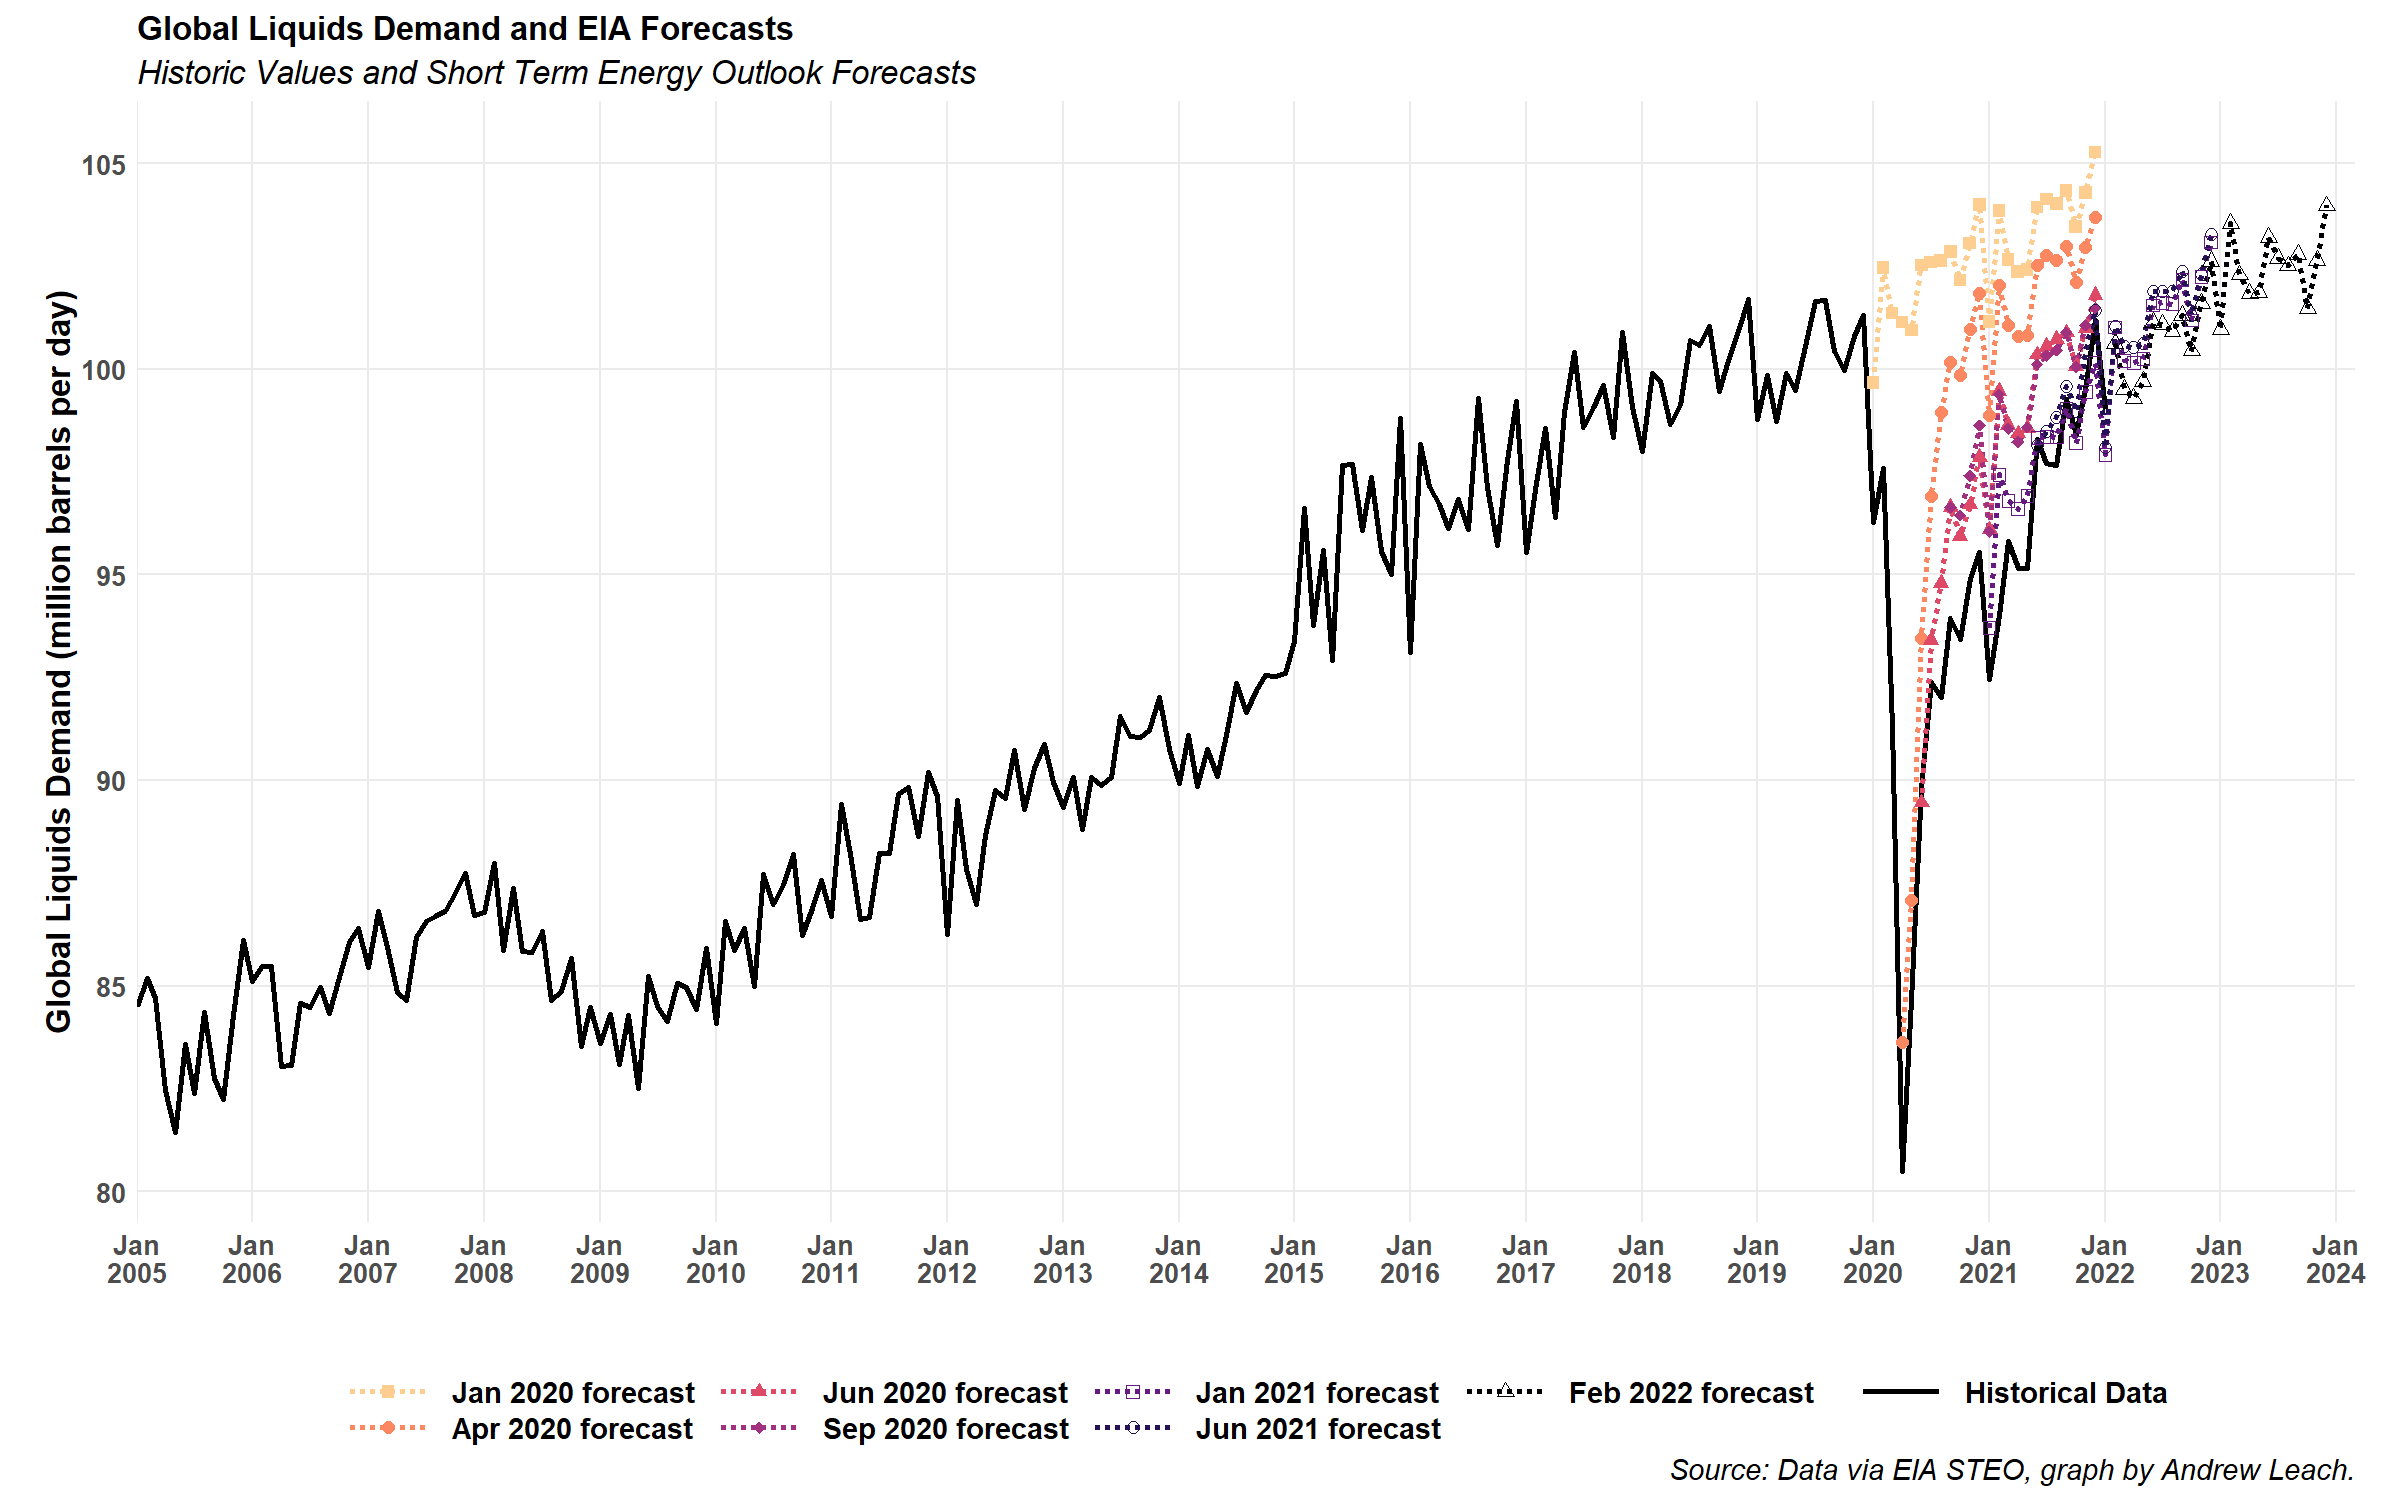 Global Liquids Demand and EIA Forecasts
Historic Values and Short Term Energy Outlook Forecasts
Global Liquids Demand (million barrels per day)
105
100
95
90
85
80
Jan 2005
Jan 2006
Jan 2007
Jan 2008
Jan 2009
Jan 2010
Jan 2011
Jan 2012
Jan 2013
Jan 2014
Jan 2015
Jan 2016
Jan 2017
Jan 2018
Jan 2019
Jan 2020
Jan 2021
Jan 2022
Jan 2023
Jan 2024
Jan 2020 forecast
Apr 2020 forecast
Jun 2020 forecast
Sep 2020 forecast
Jan 2021 forecast
Jun 2021 forecast
Feb 2022 forecast
Historical Data
Source: Data via EIA STEO, graph by Andrew Leach.